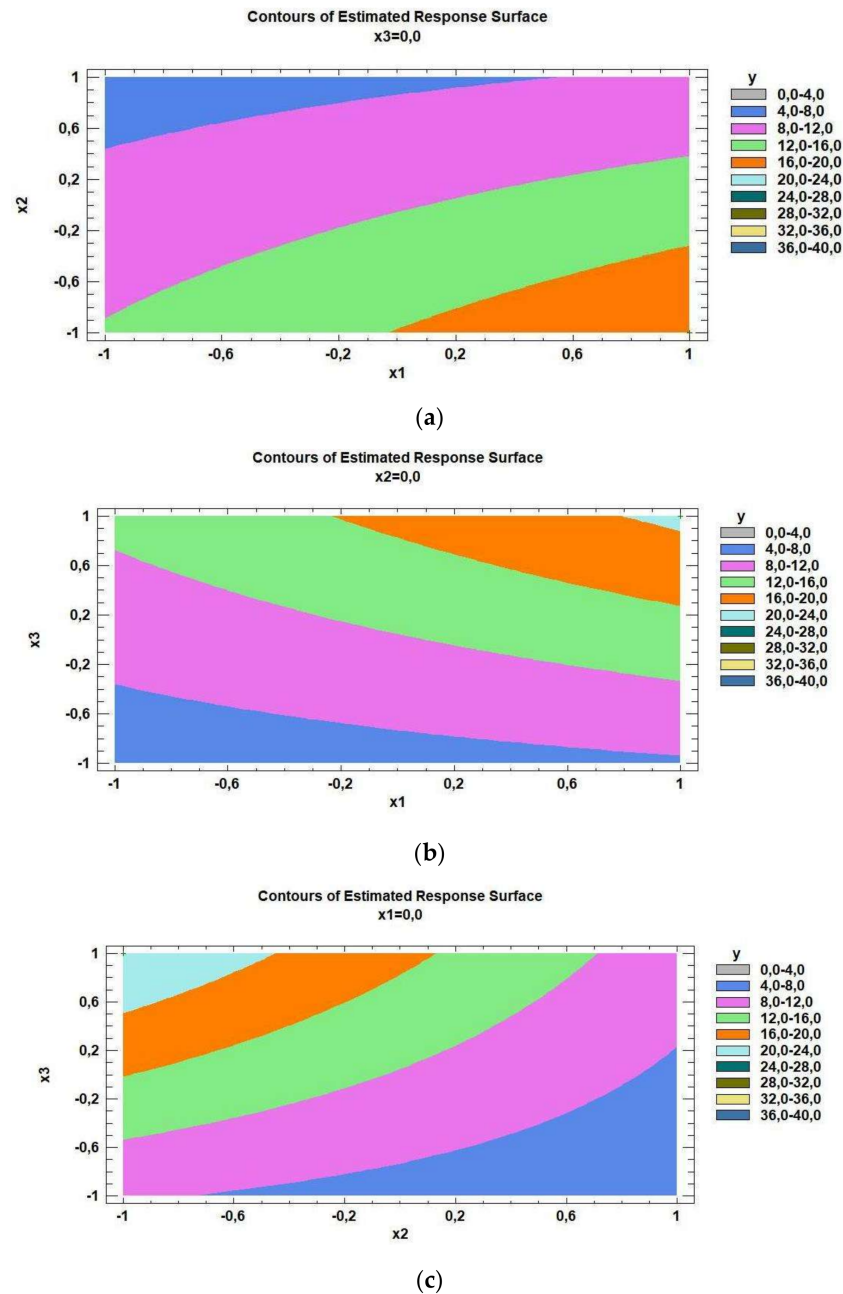 Contours of Estimated Response Surface
x3=0,0
x2
1
0,6
0,2
-0,2
-0,6
-1
-1 -0,6 -0,2 0,2 0,6 1
x1
y
0,0-4,0
4,0-8,0
8,0-12,0
12,0-16,0
16,0-20,0
20,0-24,0
24,0-28,0
28,0-32,0
32,0-36,0
36,0-40,0
(a)
Contours of Estimated Response Surface
x2=0,0
x3
1
0,6
0,2
-0,2
-0,6
-1
-1 -0,6 -0,2 0,2 0,6 1
x1
y
0,0-4,0
4,0-8,0
8,0-12,0
12,0-16,0
16,0-20,0
20,0-24,0
24,0-28,0
28,0-32,0
32,0-36,0
36,0-40,0
(b)
Contours of Estimated Response Surface
x1=0,0
x3
1
0,6
0,2
-0,2
-0,6
-1
-1 -0,6 -0,2 0,2 0,6 1
x2
y
0,0-4,0
4,0-8,0
8,0-12,0
12,0-16,0
16,0-20,0
20,0-24,0
24,0-28,0
28,0-32,0
32,0-36,0
36,0-40,0
(c)